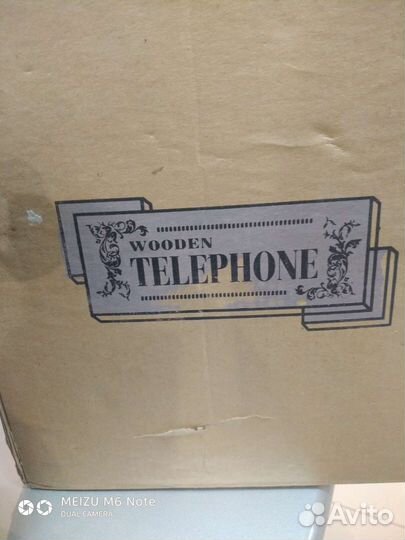 WOODEN
TELEPHONE
MEIZU M6 Note
DUAL CAMERA
Avito